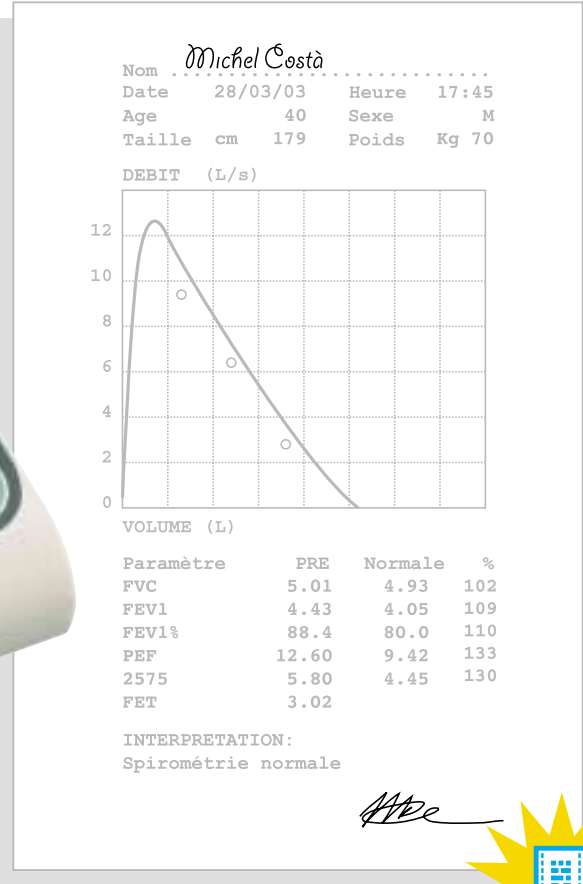 Nom Michel Costà
Date 28/03/03 Heure 17:45
Age 40 Sexe M
Taille cm 179 Poids Kg 70
DEBIT (L/s)
12
10
8
6
4
2
0
VOLUME (L)
Paramètre PRE Normale %
FVC 5.01 4.93 102
FEV1 4.43 4.05 109
FEV1% 88.4 80.0 110
PEF 12.60 9.42 133
2575 5.80 4.45 130
FET 3.02
INTERPRETATION:
Spirométrie normale